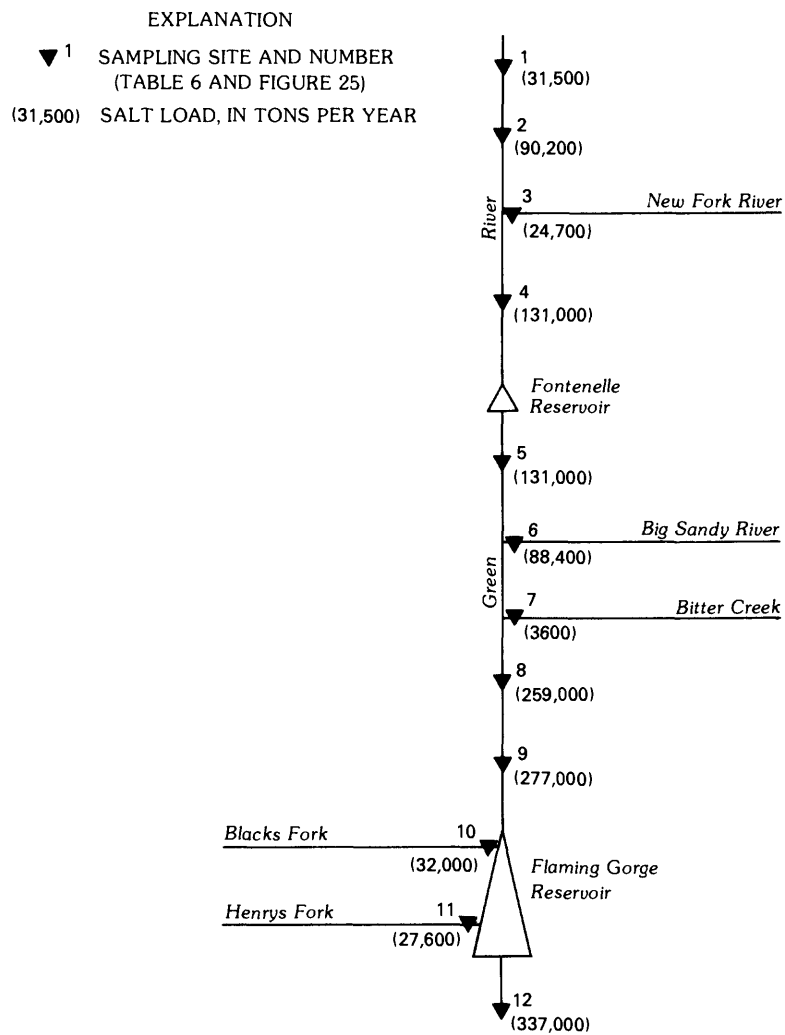 EXPLANATION
1 SAMPLING SITE AND NUMBER
(TABLE 6 AND FIGURE 25)
(31,500) SALT LOAD, IN TONS PER YEAR
1
(31,500)
2
(90,200)
3
New Fork River
(24,700)
River
4
(131,000)
Fontenelle
Reservoir
5
(131,000)
6
Big Sandy River
(88,400)
Green
7
Bitter Creek
(3600)
8
(259,000)
9
(277,000)
Blacks Fork
10
(32,000)
Flaming Gorge
Reservoir
Henrys Fork
11
(27,600)
12
(337,000)